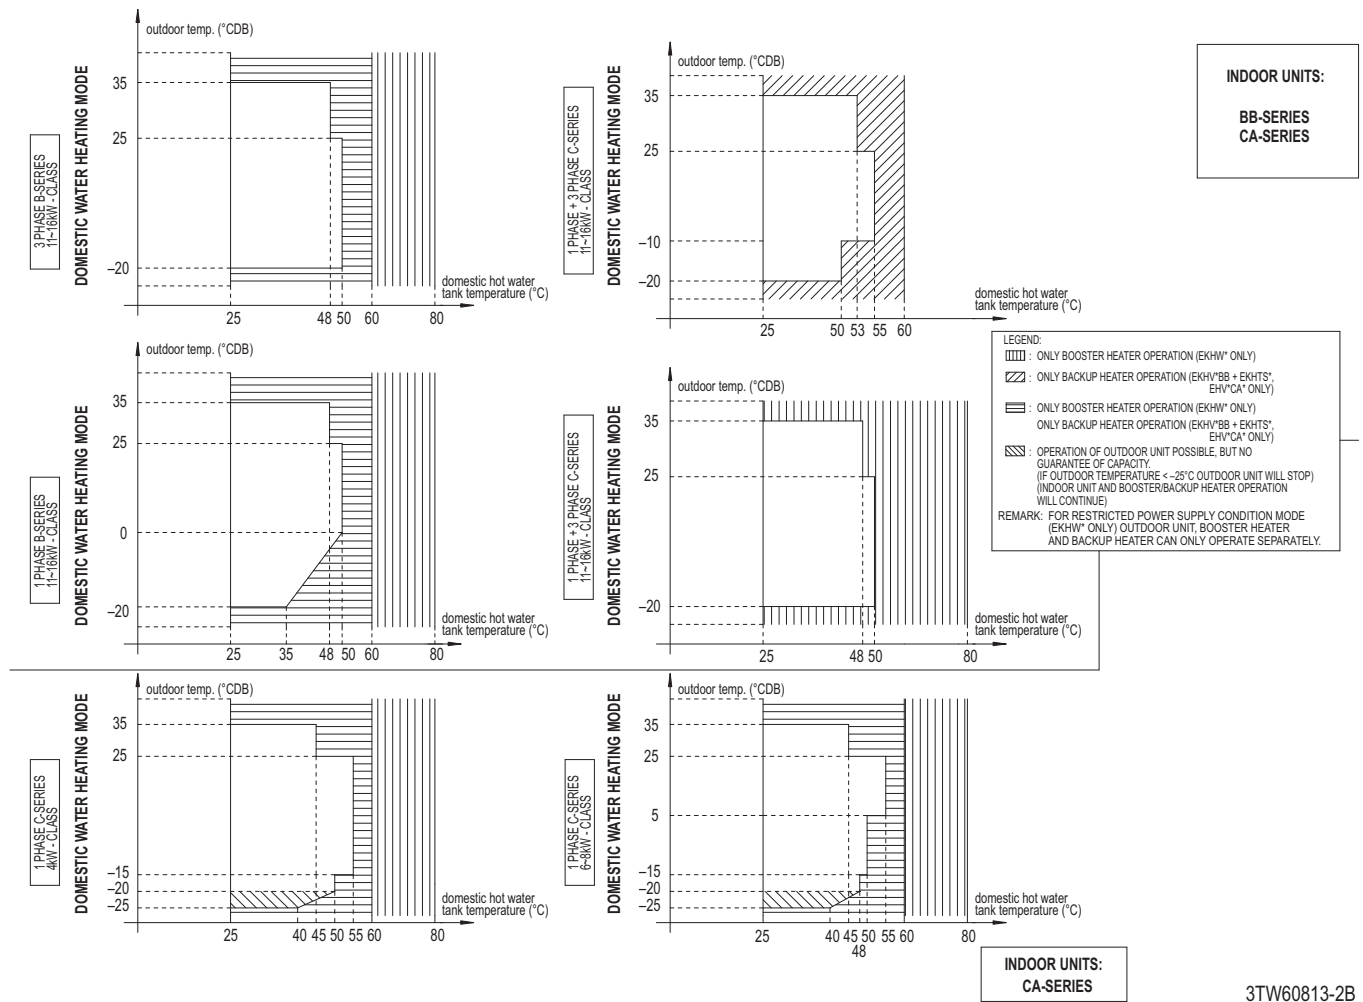 outdoor temp. (°CDB)
35
25
–20
3 PHASE B-SERIES
11~16kW - CLASS
DOMESTIC WATER HEATING MODE
domestic hot water
tank temperature (°C)
25 48 50 60 80
outdoor temp. (°CDB)
35
25
–10
–20
1 PHASE + 3 PHASE C-SERIES
11~16kW - CLASS
DOMESTIC WATER HEATING MODE
domestic hot water
tank temperature (°C)
25 50 53 55 60
INDOOR UNITS:
BB-SERIES
CA-SERIES
outdoor temp. (°CDB)
35
25
0
–20
1 PHASE B-SERIES
11~16kW - CLASS
DOMESTIC WATER HEATING MODE
domestic hot water
tank temperature (°C)
25 35 48 50 60 80
outdoor temp. (°CDB)
35
25
–20
1 PHASE + 3 PHASE C-SERIES
11~16kW - CLASS
DOMESTIC WATER HEATING MODE
domestic hot water
tank temperature (°C)
25 48 50 80
LEGEND:
: ONLY BOOSTER HEATER OPERATION (EKHW* ONLY)
: ONLY BACKUP HEATER OPERATION (EKHV*BB + EKHTS*,
EHV*CA* ONLY)
: ONLY BOOSTER HEATER OPERATION (EKHW* ONLY)
ONLY BACKUP HEATER OPERATION (EKHV*BB + EKHTS*,
EHV*CA* ONLY)
: OPERATION OF OUTDOOR UNIT POSSIBLE, BUT NO
GUARANTEE OF CAPACITY.
(IF OUTDOOR TEMPERATURE < –25°C OUTDOOR UNIT WILL STOP)
(INDOOR UNIT AND BOOSTER/BACKUP HEATER OPERATION
WILL CONTINUE)
REMARK: FOR RESTRICTED POWER SUPPLY CONDITION MODE
(EKHW* ONLY) OUTDOOR UNIT, BOOSTER HEATER
AND BACKUP HEATER CAN ONLY OPERATE SEPARATELY.
outdoor temp. (°CDB)
35
25
–15
–20
–25
1 PHASE C-SERIES
4kW - CLASS
DOMESTIC WATER HEATING MODE
domestic hot water
tank temperature (°C)
25 40 45 50 55 60 80
outdoor temp. (°CDB)
35
25
5
–15
–20
–25
1 PHASE C-SERIES
6~8kW - CLASS
DOMESTIC WATER HEATING MODE
domestic hot water
tank temperature (°C)
25 40 45 50 55 60 80
48
INDOOR UNITS:
CA-SERIES
3TW60813-2B